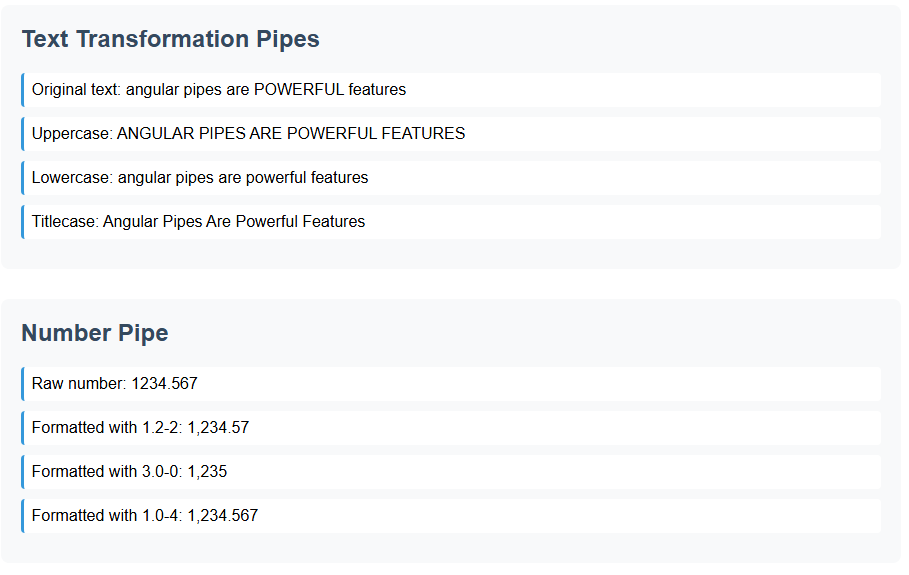 Text Transformation Pipes
Original text: angular pipes are POWERFUL features
Uppercase: ANGULAR PIPES ARE POWERFUL FEATURES
Lowercase: angular pipes are powerful features
Titlecase: Angular Pipes Are Powerful Features
Number Pipe
Raw number: 1234.567
Formatted with 1.2-2: 1,234.57
Formatted with 3.0-0: 1,235
Formatted with 1.0-4: 1,234.567